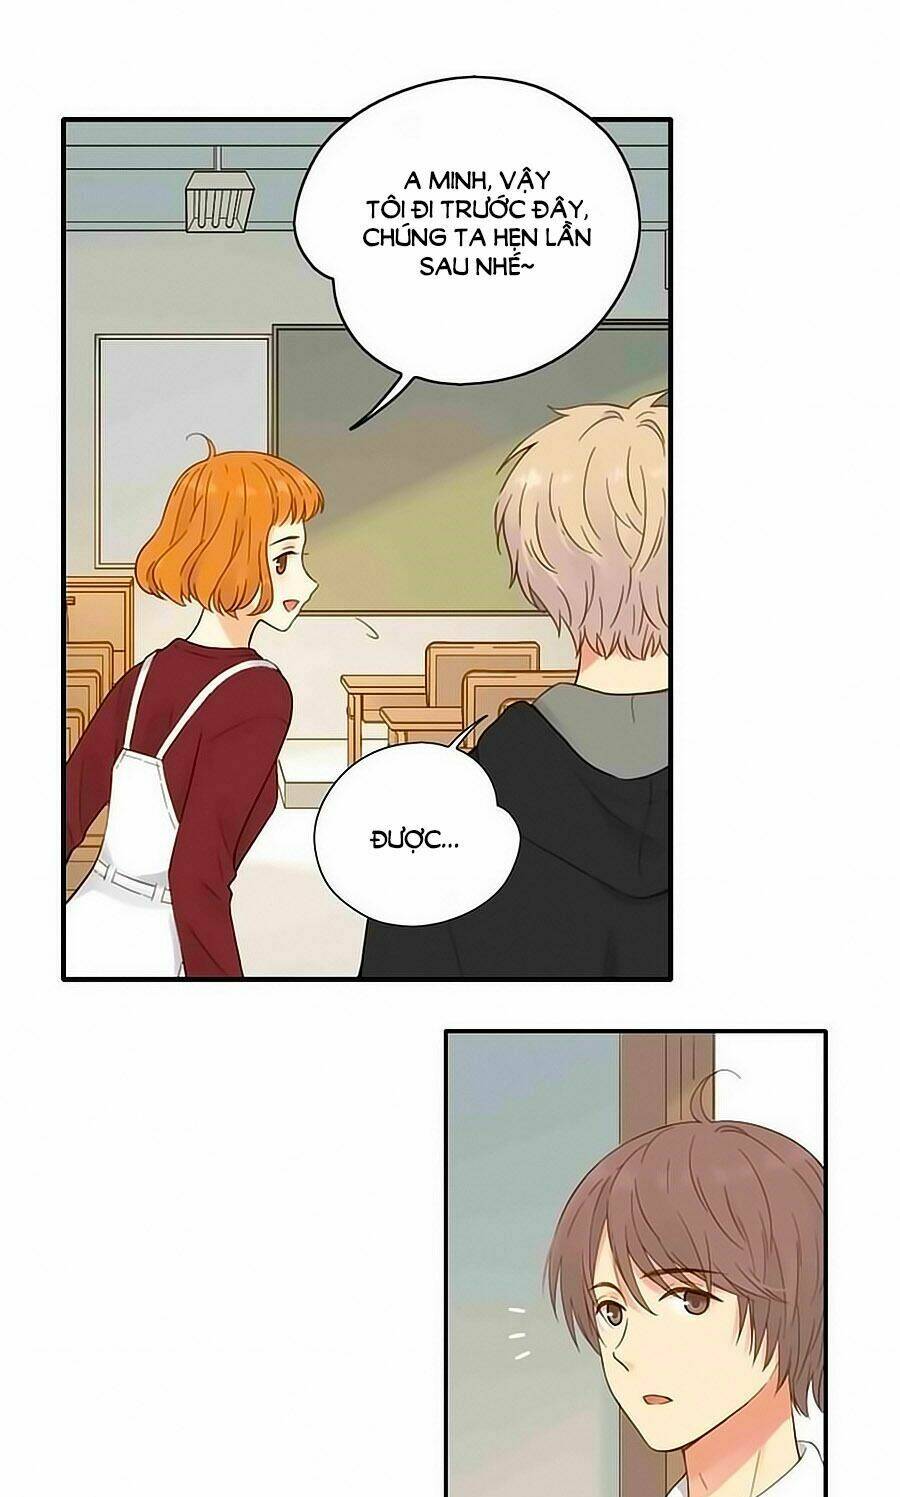 A MINH, VẬY
TÔI ĐI TRƯỚC ĐÂY,
CHÚNG TA HẸN LẦN
SAU NHÉ~
ĐƯỢC...